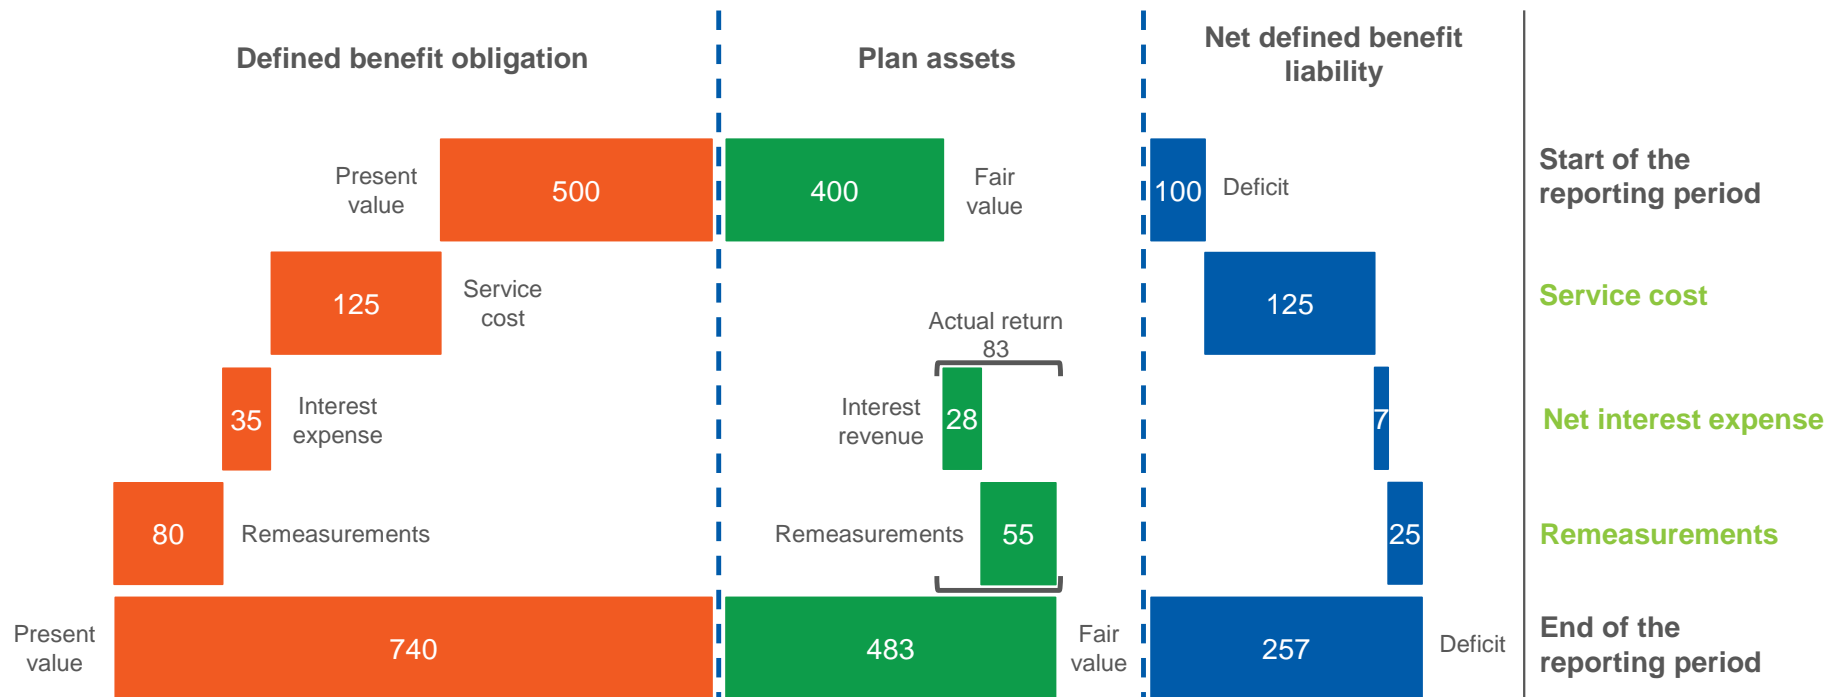 Defined benefit obligation
Plan assets
Net defined benefit
liability
Present
value
500
400
Fair
value
100
Deficit
Start of the
reporting period
125
Service
cost
125
Service cost
Actual return
83
35
Interest
expense
Interest
revenue
28
7
Net interest expense
80
Remeasurements
Remeasurements
55
25
Remeasurements
Present
value
740
483
Fair
value
257
Deficit
End of the
reporting period